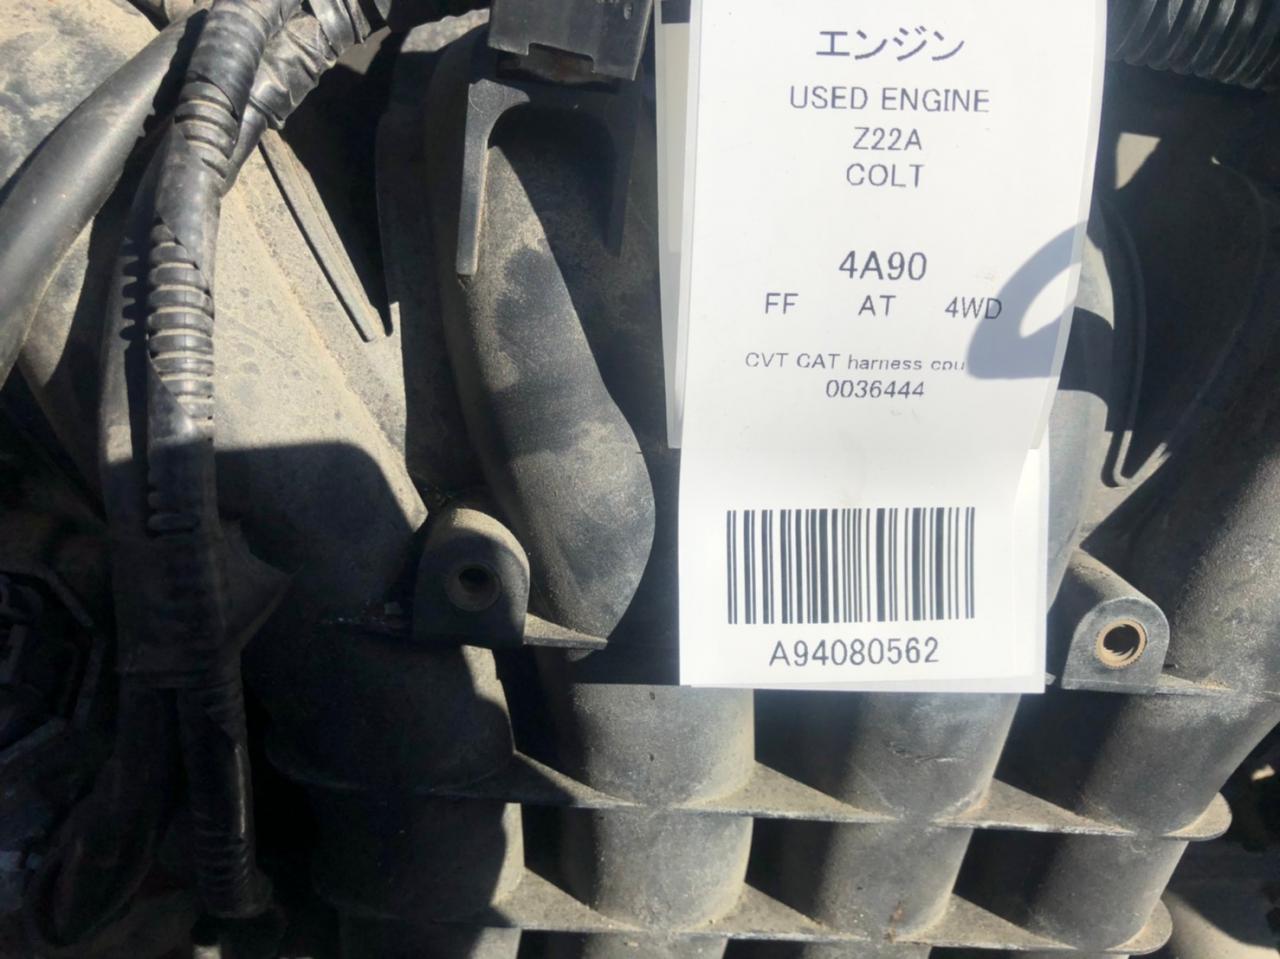 エンジン
USED ENGINE
Z22A
COLT
4A90
FF AT 4WD
CVT CAT harness
0036444
A94080562